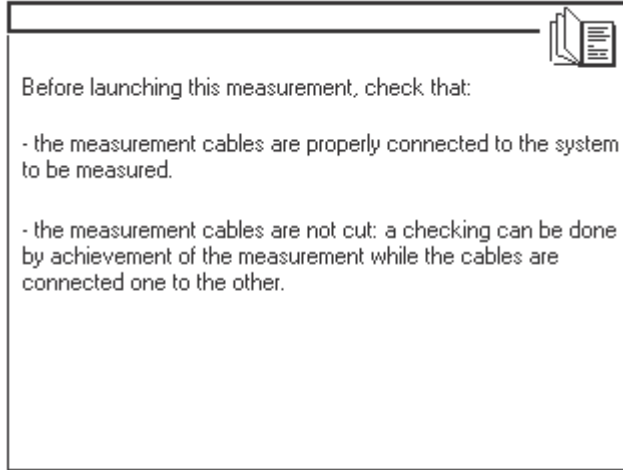 Before launching this measurement, check that:
- the measurement cables are properly connected to the system
to be measured.
- the measurement cables are not cut: a checking can be done
by achievement of the measurement while the cables are
connected one to the other.